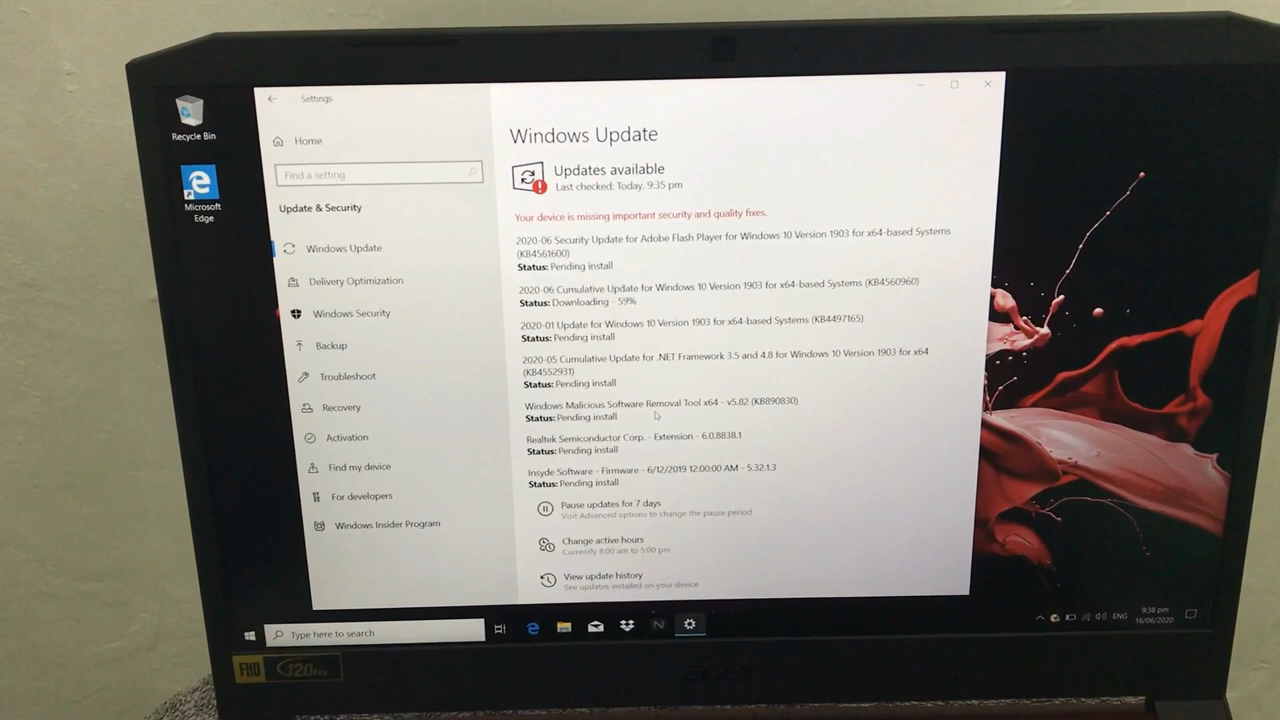 Recycle Bin
Microsoft
Edge
Settings
Home
Find a setting
Update & Security
Windows Update
Delivery Optimization
Windows Security
Backup
Troubleshoot
Recovery
Activation
Find my device
For developers
Windows Insider Program
Windows Update
Updates available
Last checked: Today, 9:35 pm
Your device is missing important security and quality fixes.
2020-06 Security Update for Adobe Flash Player for Windows 10 Version 1903 for x64-based Systems
(KB4561600)
Status: Pending install
2020-06 Cumulative Update for Windows 10 Version 1903 for x64-based Systems (KB4560960)
Status: Downloading - 59%
2020-01 Update for Windows 10 Version 1903 for x64-based Systems (KB4497165)
Status: Pending install
2020-05 Cumulative Update for .NET Framework 3.5 and 4.8 for Windows 10 Version 1903 for x64
(KB4552931)
Status: Pending install
Windows Malicious Software Removal Tool x64 - v5.82 (KB890830)
Status: Pending install
Realtek Semiconductor Corp. - Extension - 6.0.8838.1
Status: Pending install
Insyde Software - Firmware - 6/12/2019 12:00:00 AM - 5.32.1.3
Status: Pending install
Pause updates for 7 days
Visit Advanced options to change the pause period
Change active hours
Currently 8:00 am to 5:00 pm
View update history
See updates installed on your device
Type here to search
ENG
9:38 pm
16/06/2020
FHD
120Hz
acer